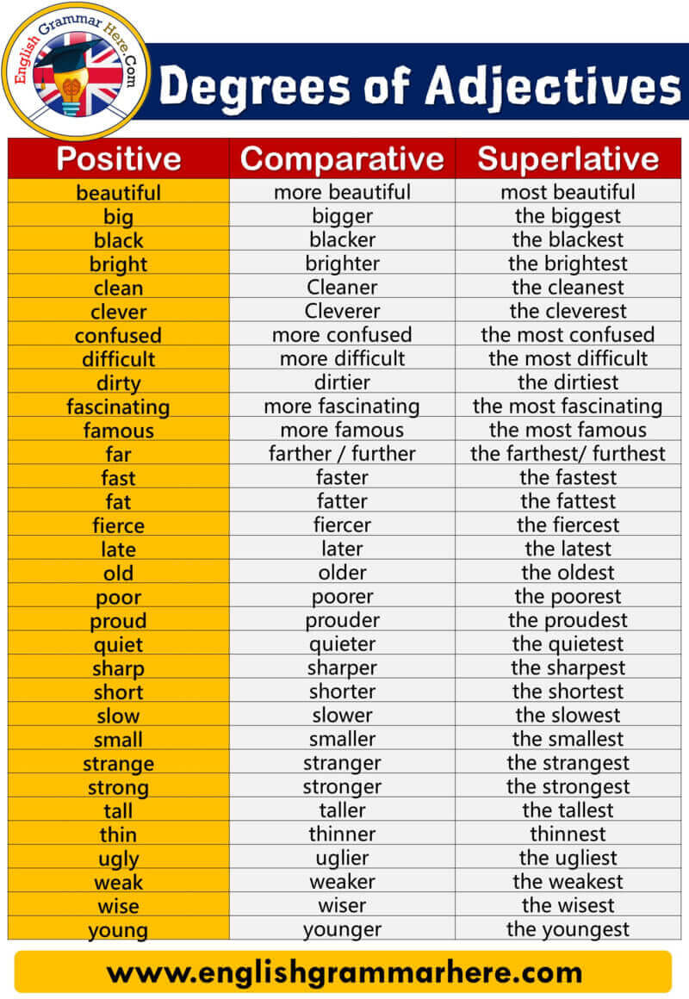 English Grammar Here.Com
Degrees of Adjectives
Positive Comparative Superlative
beautiful more beautiful most beautiful
big bigger the biggest
black blacker the blackest
bright brighter the brightest
clean Cleaner the cleanest
clever Cleverer the cleverest
confused more confused the most confused
difficult more difficult the most difficult
dirty dirtier the dirtiest
fascinating more fascinating the most fascinating
famous more famous the most famous
far farther / further the farthest/ furthest
fast faster the fastest
fat fatter the fattest
fierce fiercer the fiercest
late later the latest
old older the oldest
poor poorer the poorest
proud prouder the proudest
quiet quieter the quietest
sharp sharper the sharpest
short shorter the shortest
slow slower the slowest
small smaller the smallest
strange stranger the strangest
strong stronger the strongest
tall taller the tallest
thin thinner thinnest
ugly uglier the ugliest
weak weaker the weakest
wise wiser the wisest
young younger the youngest
www.englishgrammarhere.com